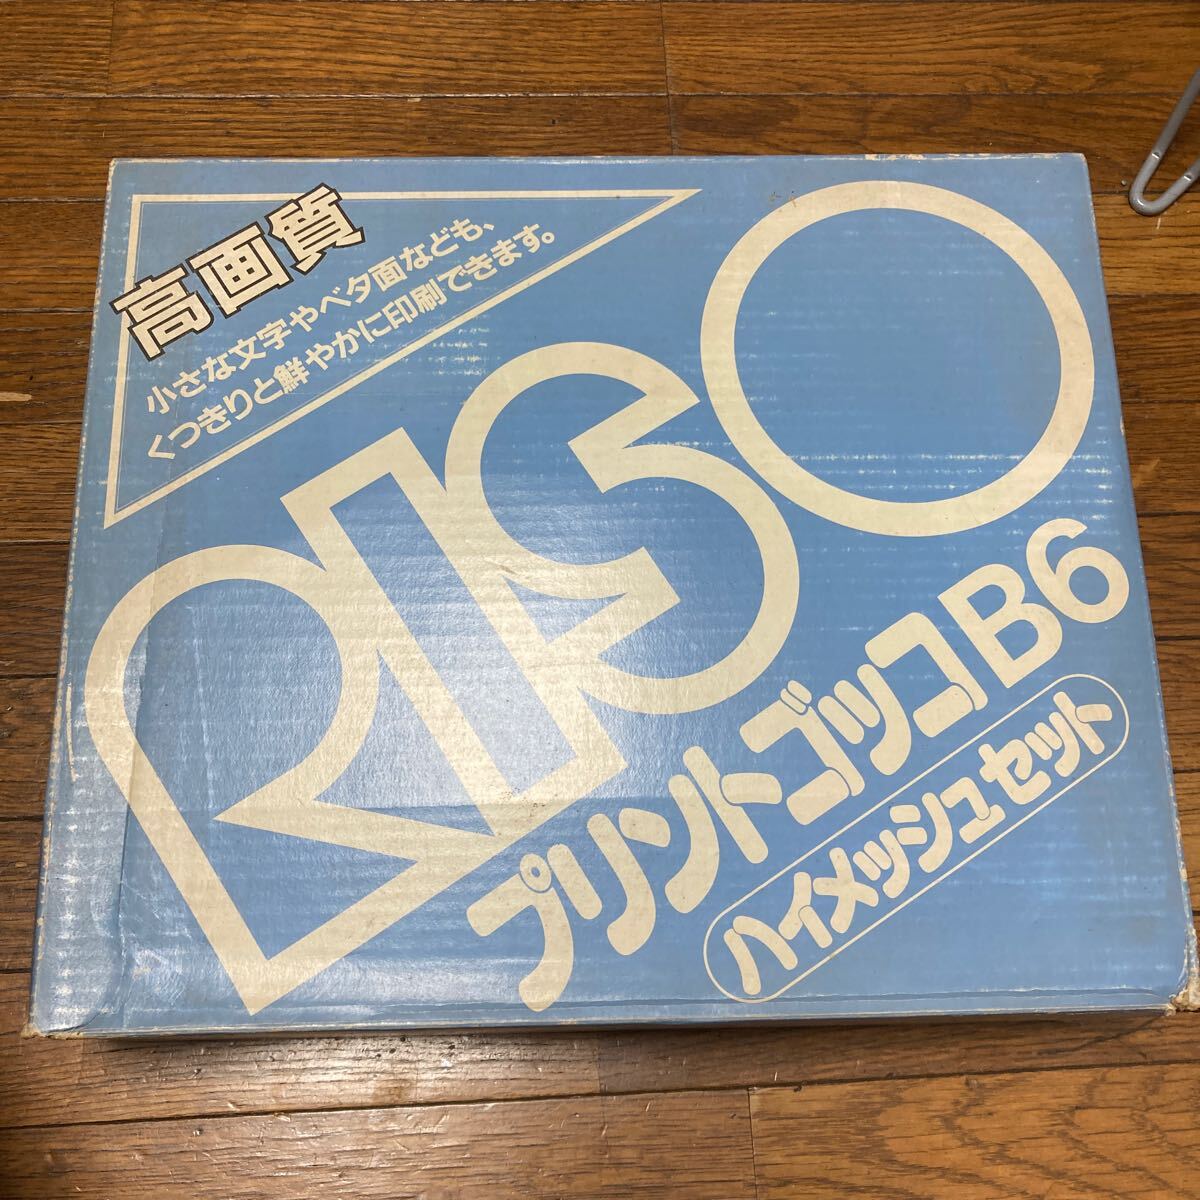 高画質
小さな文字やベタ面なども、
くっきりと鮮やかに印刷できます。
RISO
プリントゴッコB6
ハイメッシュセット